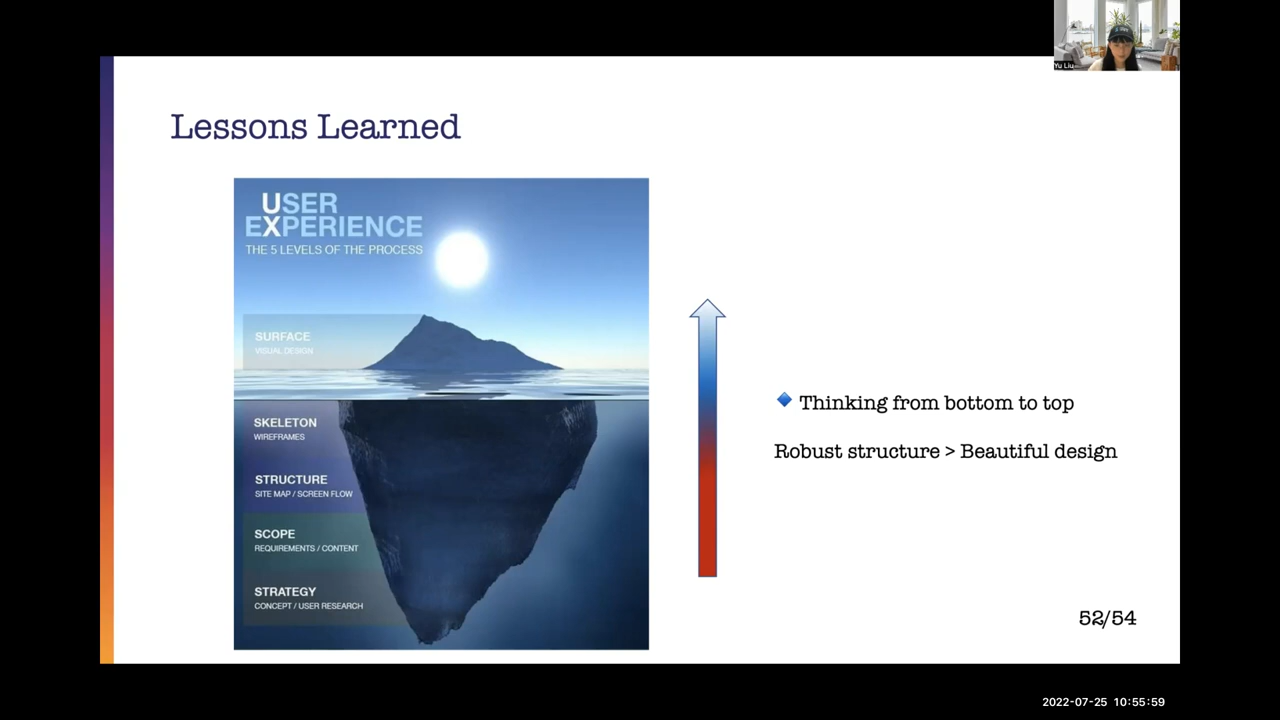 Yu Liu
Lessons Learned
USER
EXPERIENCE
THE 5 LEVELS OF THE PROCESS
SURFACE
VISUAL DESIGN
SKELETON
WIREFRAMES
STRUCTURE
SITE MAP / SCREEN FLOW
SCOPE
REQUIREMENTS / CONTENT
STRATEGY
CONCEPT / USER RESEARCH
Thinking from bottom to top
Robust structure > Beautiful design
52/54
2022-07-25 10:55:59